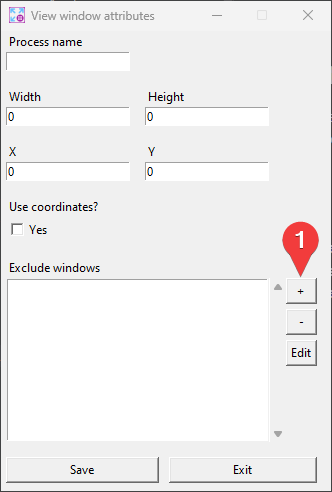 View window attributes
Process name
Width Height
0 0
X Y
0 0
Use coordinates?
Yes
1
Exclude windows
+
-
Edit
Save Exit